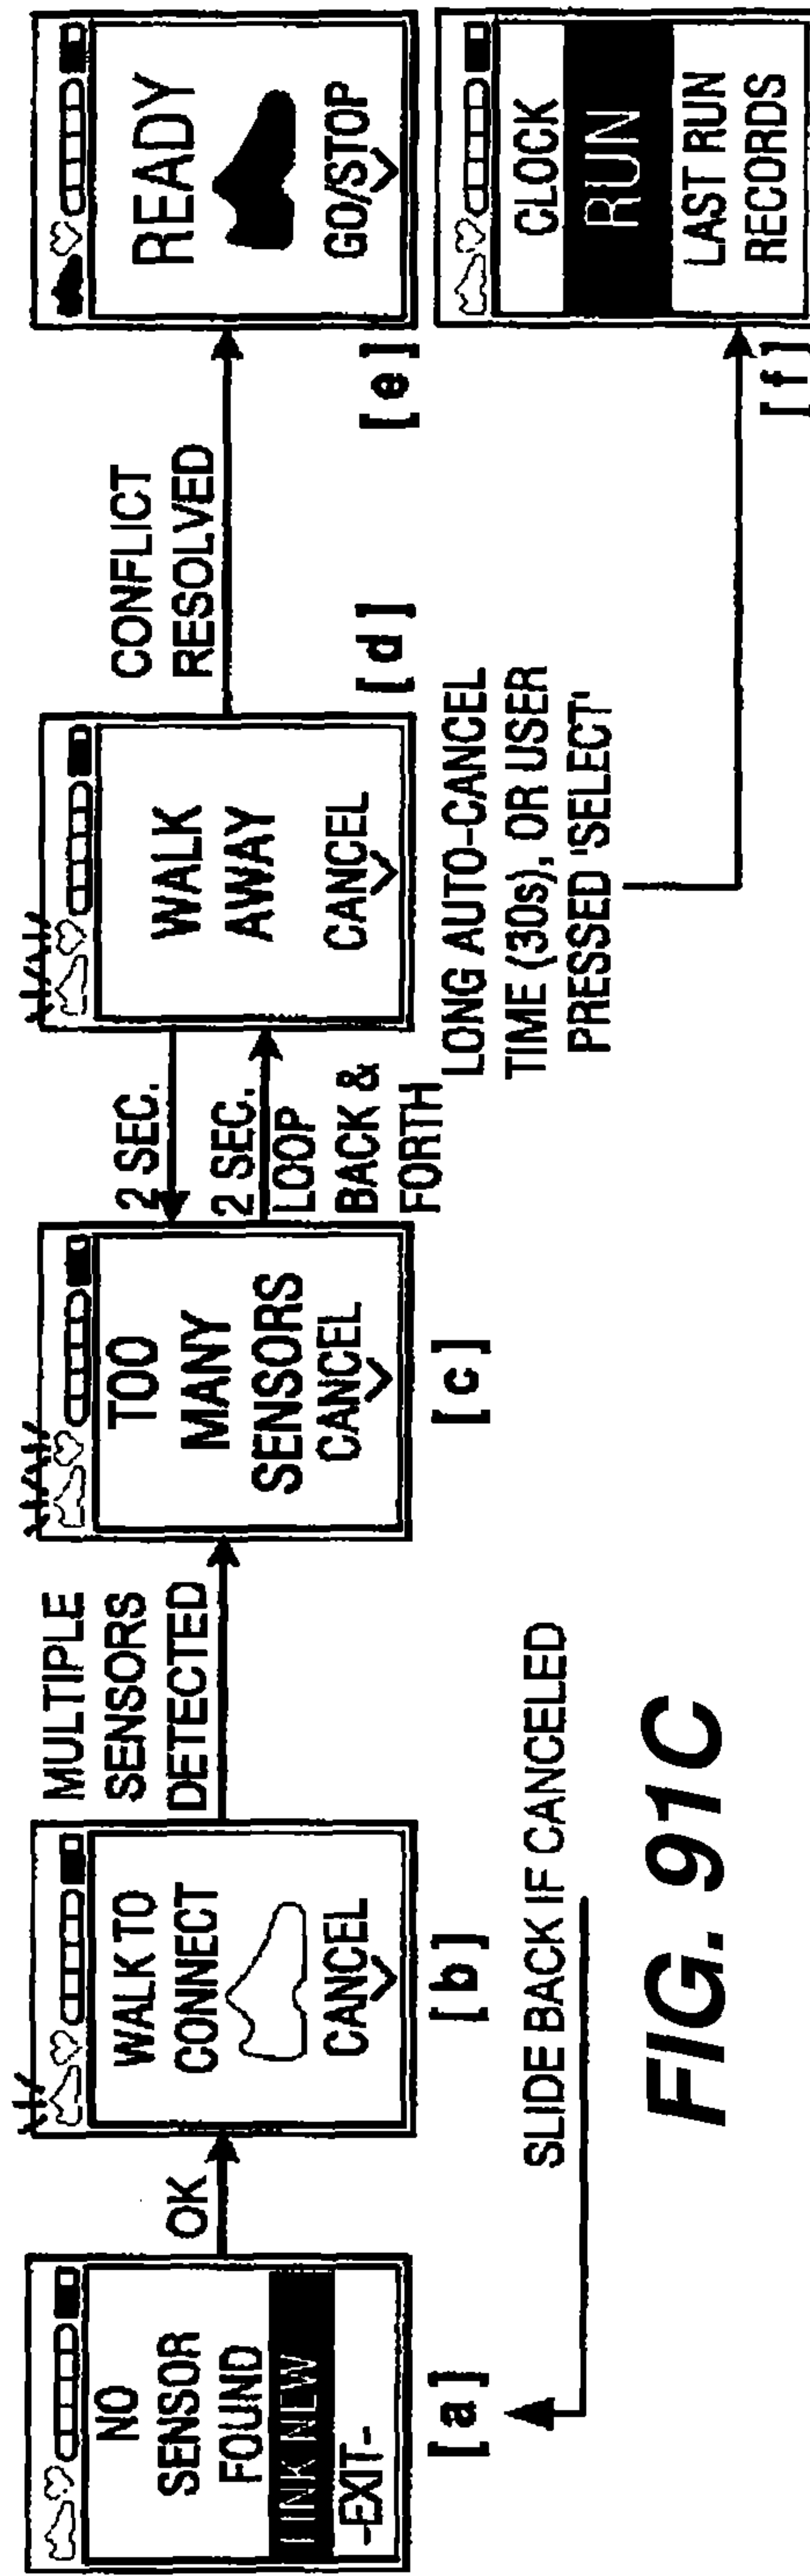 NO
SENSOR
FOUND
LINK NEW
-EXIT-
[a]
OK
WALK TO
CONNECT
CANCEL
[b]
MULTIPLE
SENSORS
DETECTED
TOO
MANY
SENSORS
CANCEL
[c]
2 SEC.
2 SEC.
LOOP
BACK &
FORTH
WALK
AWAY
CANCEL
[d]
CONFLICT
RESOLVED
READY
GO/STOP
[e]
LONG AUTO-CANCEL
TIME (30s), OR USER
PRESSED 'SELECT'
CLOCK
RUN
LAST RUN
RECORDS
[f]
SLIDE BACK IF CANCELED
FIG. 91C